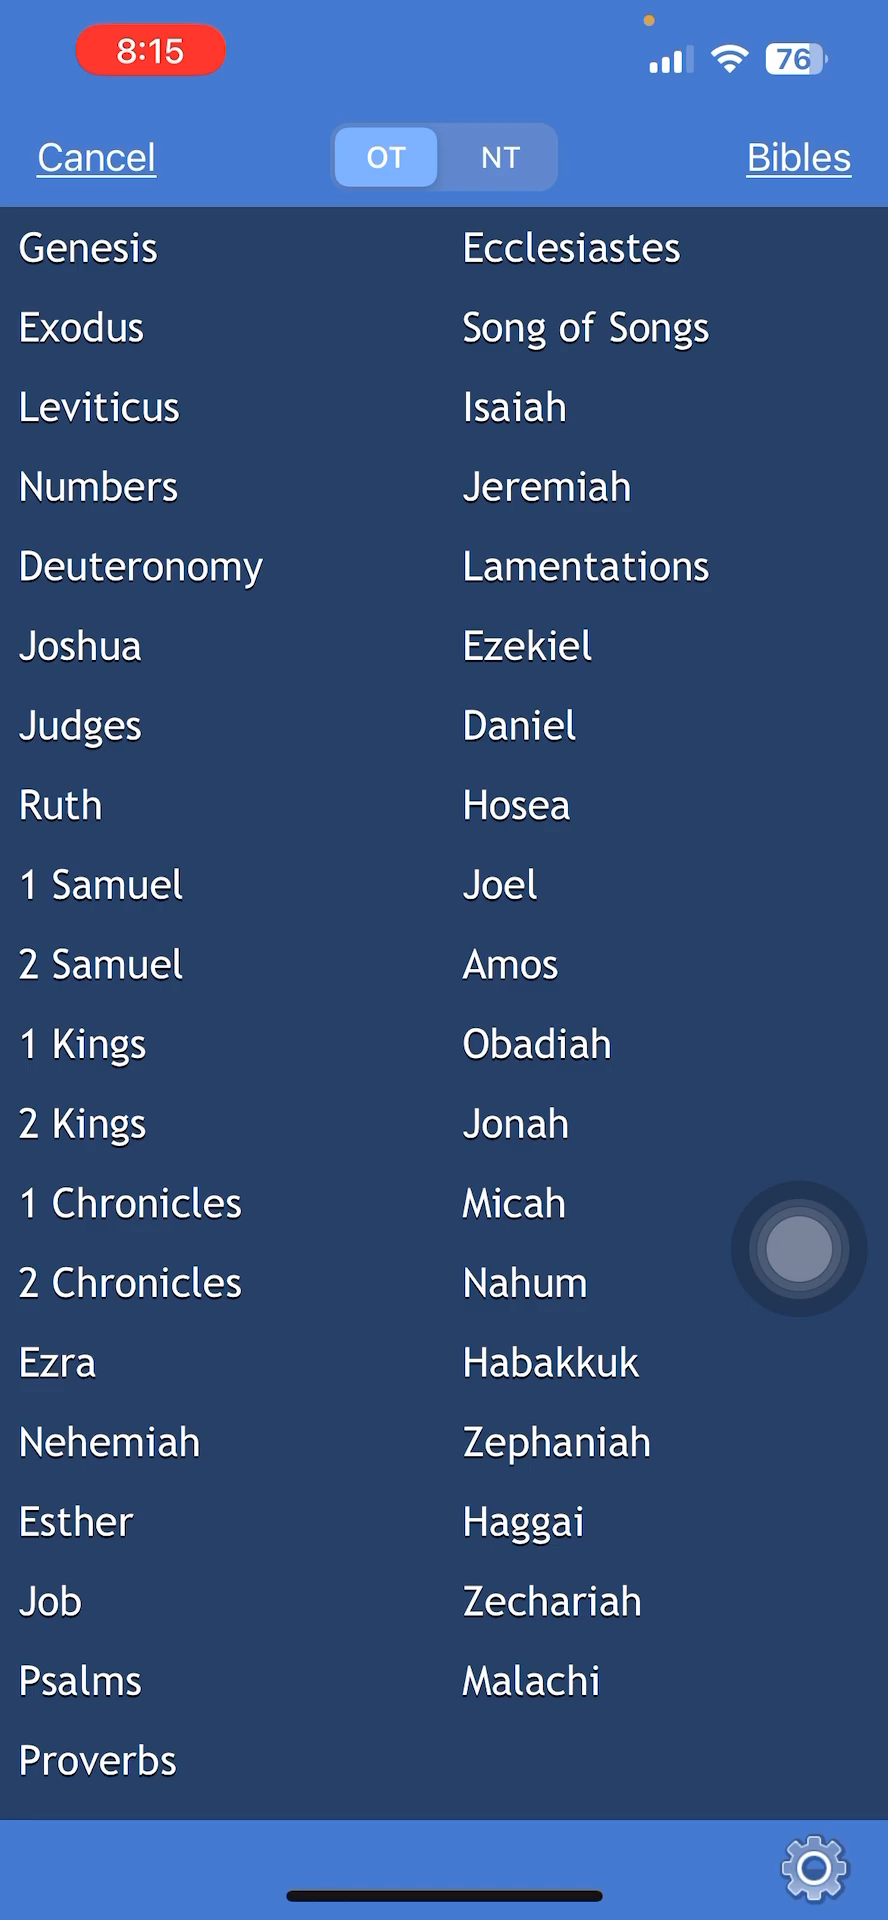 8:15
76
Cancel
OT
NT
Bibles
Genesis
Exodus
Leviticus
Numbers
Deuteronomy
Joshua
Judges
Ruth
1 Samuel
2 Samuel
1 Kings
2 Kings
1 Chronicles
2 Chronicles
Ezra
Nehemiah
Esther
Job
Psalms
Proverbs
Ecclesiastes
Song of Songs
Isaiah
Jeremiah
Lamentations
Ezekiel
Daniel
Hosea
Joel
Amos
Obadiah
Jonah
Micah
Nahum
Habakkuk
Zephaniah
Haggai
Zechariah
Malachi